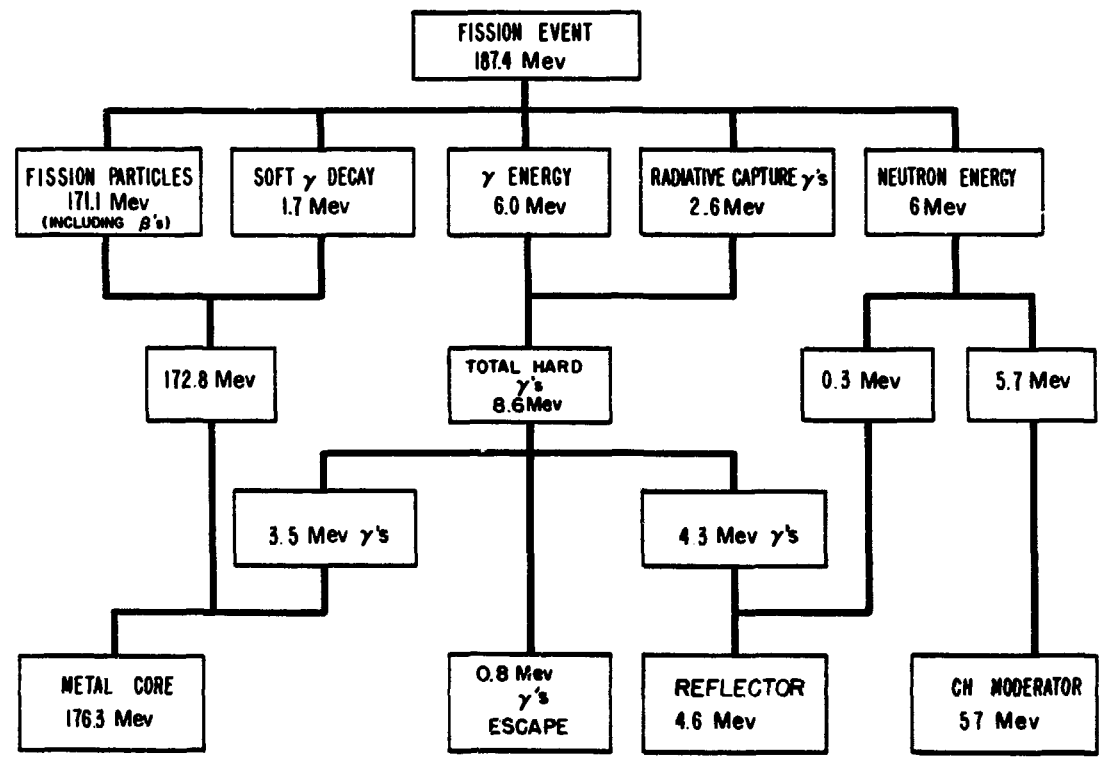 FISSION EVENT
187.4 Mev
FISSION PARTICLES
171.1 Mev
(INCLUDING β's)
SOFT γ DECAY
1.7 Mev
γ ENERGY
6.0 Mev
RADIATIVE CAPTURE γ's
2.6 Mev
NEUTRON ENERGY
6 Mev
172.8 Mev
TOTAL HARD
γ's
8.6 Mev
0.3 Mev
5.7 Mev
3.5 Mev γ's
4.3 Mev γ's
METAL CORE
176.3 Mev
0.8 Mev
γ's
ESCAPE
REFLECTOR
4.6 Mev
CH MODERATOR
57 Mev